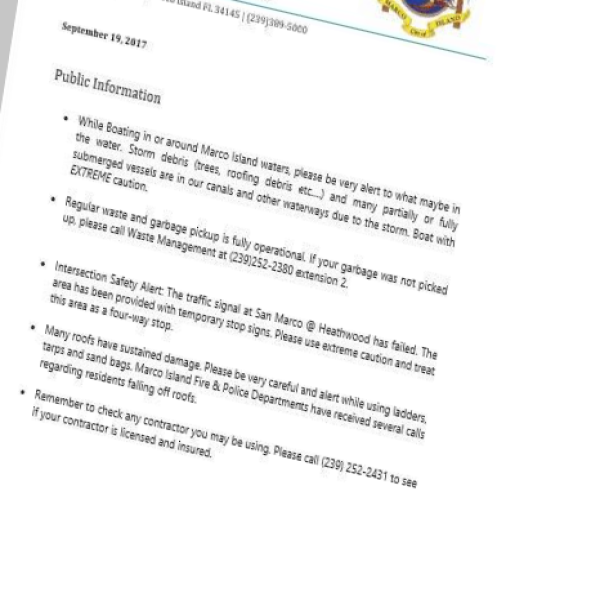 Island FL 34145 | (239)389-5000
MARCO
ISLAND
City of
September 19, 2017
Public Information
• While Boating in or around Marco Island waters, please be very alert to what maybe in
the water. Storm debris (trees, roofing debris etc...) and many partially or fully
submerged vessels are in our canals and other waterways due to the storm. Boat with
EXTREME caution.
• Regular waste and garbage pickup is fully operational. If your garbage was not picked
up, please call Waste Management at (239)252-2380 extension 2.
• Intersection Safety Alert: The traffic signal at San Marco @ Heathwood has failed. The
area has been provided with temporary stop signs. Please use extreme caution and treat
this area as a four-way stop.
• Many roofs have sustained damage. Please be very careful and alert while using ladders,
tarps and sand bags. Marco Island Fire & Police Departments have received several calls
regarding residents falling off roofs.
• Remember to check any contractor you may be using. Please call (239) 252-2431 to see
if your contractor is licensed and insured.